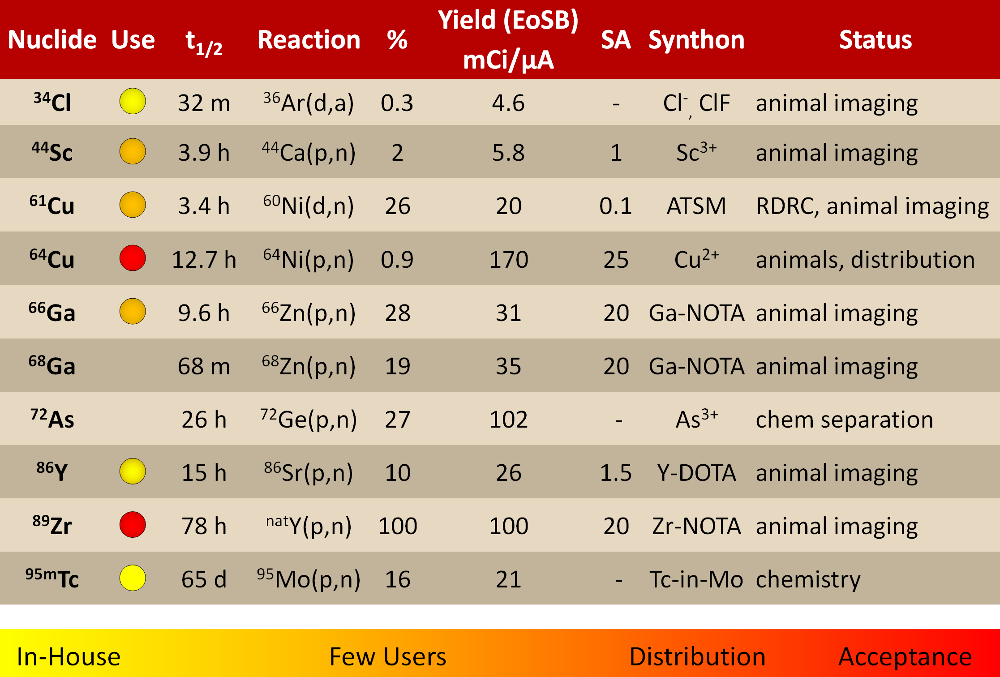 Nuclide Use t1/2 Reaction % Yield (EoSB) mCi/µA SA Synthon Status
34Cl 32 m 36Ar(d,a) 0.3 4.6 - Cl-, ClF animal imaging
44Sc 3.9 h 44Ca(p,n) 2 5.8 1 Sc3+ animal imaging
61Cu 3.4 h 60Ni(d,n) 26 20 0.1 ATSM RDRC, animal imaging
64Cu 12.7 h 64Ni(p,n) 0.9 170 25 Cu2+ animals, distribution
66Ga 9.6 h 66Zn(p,n) 28 31 20 Ga-NOTA animal imaging
68Ga 68 m 68Zn(p,n) 19 35 20 Ga-NOTA animal imaging
72As 26 h 72Ge(p,n) 27 102 - As3+ chem separation
86Y 15 h 86Sr(p,n) 10 26 1.5 Y-DOTA animal imaging
89Zr 78 h natY(p,n) 100 100 20 Zr-NOTA animal imaging
95mTc 65 d 95Mo(p,n) 16 21 - Tc-in-Mo chemistry
In-House Few Users Distribution Acceptance